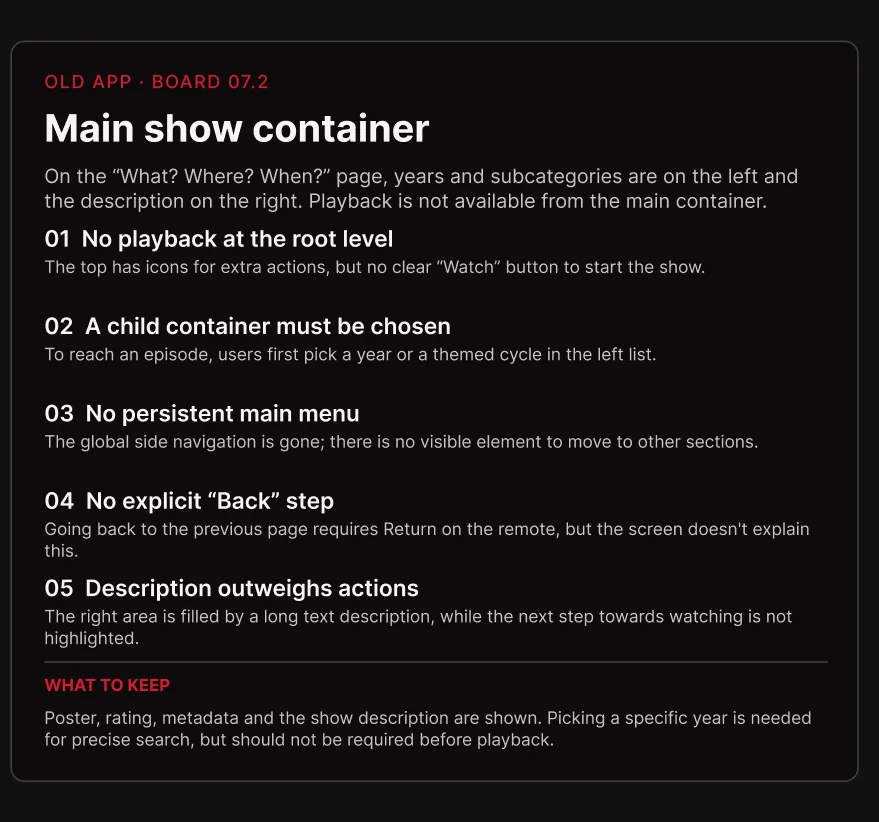 OLD APP · BOARD 07.2
Main show container
On the “What? Where? When?” page, years and subcategories are on the left and
the description on the right. Playback is not available from the main container.
01 No playback at the root level
The top has icons for extra actions, but no clear “Watch” button to start the show.
02 A child container must be chosen
To reach an episode, users first pick a year or a themed cycle in the left list.
03 No persistent main menu
The global side navigation is gone; there is no visible element to move to other sections.
04 No explicit “Back” step
Going back to the previous page requires Return on the remote, but the screen doesn't explain
this.
05 Description outweighs actions
The right area is filled by a long text description, while the next step towards watching is not
highlighted.
WHAT TO KEEP
Poster, rating, metadata and the show description are shown. Picking a specific year is needed
for precise search, but should not be required before playback.